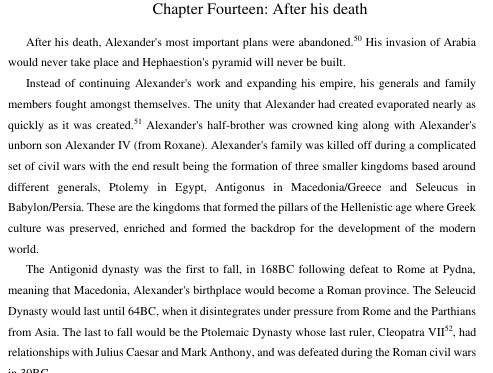 Chapter Fourteen: After his death
After his death, Alexander's most important plans were abandoned.50 His invasion of Arabia
would never take place and Hephaestion's pyramid will never be built.
Instead of continuing Alexander's work and expanding his empire, his generals and family
members fought amongst themselves. The unity that Alexander had created evaporated nearly as
quickly as it was created.51 Alexander's half-brother was crowned king along with Alexander's
unborn son Alexander IV (from Roxane). Alexander's family was killed off during a complicated
set of civil wars with the end result being the formation of three smaller kingdoms based around
different generals, Ptolemy in Egypt, Antigonus in Macedonia/Greece and Seleucus in
Babylon/Persia. These are the kingdoms that formed the pillars of the Hellenistic age where Greek
culture was preserved, enriched and formed the backdrop for the development of the modern
world.
The Antigonid dynasty was the first to fall, in 168BC following defeat to Rome at Pydna,
meaning that Macedonia, Alexander's birthplace would become a Roman province. The Seleucid
Dynasty would last until 64BC, when it disintegrates under pressure from Rome and the Parthians
from Asia. The last to fall would be the Ptolemaic Dynasty whose last ruler, Cleopatra VII52, had
relationships with Julius Caesar and Mark Anthony, and was defeated during the Roman civil wars
in 30BC